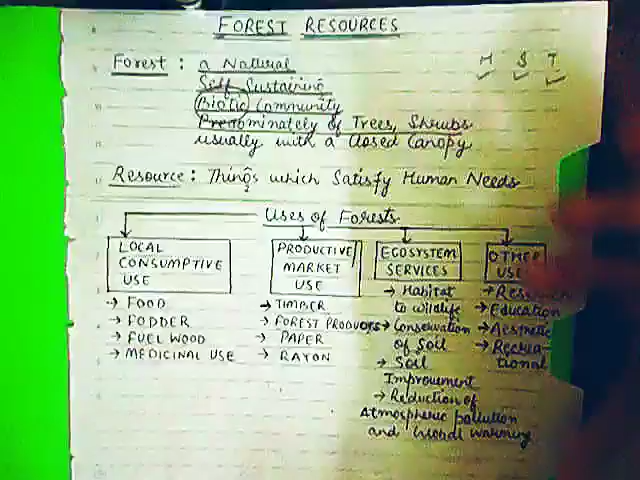 FOREST RESOURCES
Forest : a Natural
H S T
Self Sustaining
Biotic Community
Predominately of Trees, Shrubs
usually with a Closed Canopy
Resource : Things which Satisfy Human Needs
Uses of Forests
LOCAL
CONSUMPTIVE
USE
→ FOOD
→ FODDER
→ FUEL WOOD
→ MEDICINAL USE
PRODUCTIVE/
MARKET
USE
→ TIMBER
→ FOREST PRODUCTS
→ PAPER
→ RAYON
ECOSYSTEM
SERVICES
→ Habitat
to wildlife
→ Conservation
of Soil
→ Soil
Improvement
→ Reduction of
Atmospheric pollution
and Global warming
OTHER
USE
→ Education
→ Aesthetic
→ Recrea-
tional